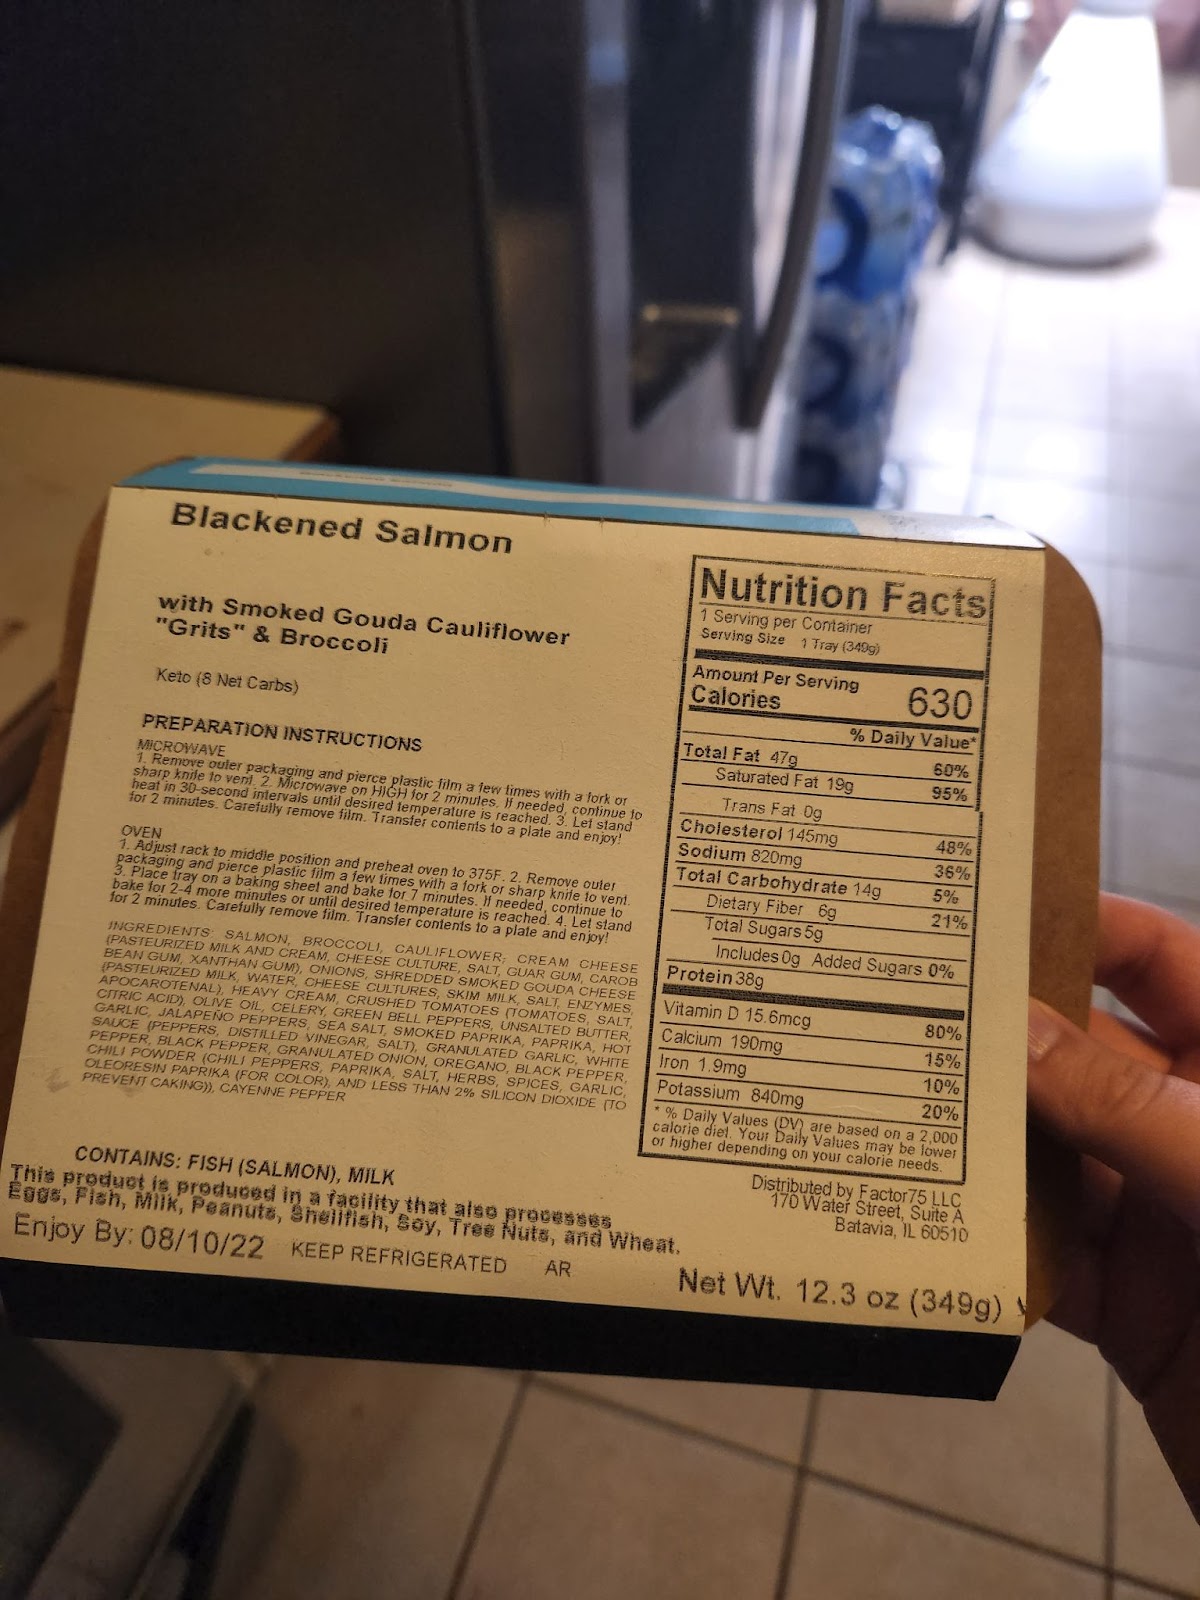 Blackened Salmon
with Smoked Gouda Cauliflower
"Grits" & Broccoli
Keto (8 Net Carbs)
PREPARATION INSTRUCTIONS
MICROWAVE
1. Remove outer packaging and pierce plastic film a few times with a fork or
sharp knife to vent. 2. Microwave on HIGH for 2 minutes. If needed, continue to
heat in 30-second intervals until desired temperature is reached. 3. Let stand
for 2 minutes. Carefully remove film. Transfer contents to a plate and enjoy!
OVEN
1. Adjust rack to middle position and preheat oven to 375F. 2. Remove outer
packaging and pierce plastic film a few times with a fork or sharp knife to vent.
3. Place tray on a baking sheet and bake for 7 minutes. If needed, continue to
bake for 2-4 more minutes or until desired temperature is reached. 4. Let stand
for 2 minutes. Carefully remove film. Transfer contents to a plate and enjoy!
INGREDIENTS: SALMON, BROCCOLI, CAULIFLOWER, CREAM CHEESE
(PASTEURIZED MILK AND CREAM, CHEESE CULTURE, SALT, GUAR GUM, CAROB
BEAN GUM, XANTHAN GUM), ONIONS, SHREDDED SMOKED GOUDA CHEESE
(PASTEURIZED MILK, WATER, CHEESE CULTURES, SKIM MILK, SALT, ENZYMES,
APOCAROTENAL), HEAVY CREAM, CRUSHED TOMATOES (TOMATOES, SALT,
CITRIC ACID), OLIVE OIL, CELERY, GREEN BELL PEPPERS, UNSALTED BUTTER,
GARLIC, JALAPEÑO PEPPERS, SEA SALT, SMOKED PAPRIKA, PAPRIKA, HOT
SAUCE (PEPPERS, DISTILLED VINEGAR, SALT), GRANULATED GARLIC, WHITE
PEPPER, BLACK PEPPER, GRANULATED ONION, OREGANO, BLACK PEPPER,
CHILI POWDER (CHILI PEPPERS, PAPRIKA, SALT, HERBS, SPICES, GARLIC,
OLEORESIN PAPRIKA (FOR COLOR), AND LESS THAN 2% SILICON DIOXIDE (TO
PREVENT CAKING)), CAYENNE PEPPER
CONTAINS: FISH (SALMON), MILK
This product is produced in a facility that also processes
Eggs, Fish, Milk, Peanuts, Shellfish, Soy, Tree Nuts, and Wheat.
Enjoy By: 08/10/22 KEEP REFRIGERATED AR
Nutrition Facts
1 Serving per Container
Serving Size 1 Tray (349g)
Amount Per Serving
Calories 630
% Daily Value*
Total Fat 47g 60%
Saturated Fat 19g 95%
Trans Fat 0g
Cholesterol 145mg 48%
Sodium 820mg 36%
Total Carbohydrate 14g 5%
Dietary Fiber 6g 21%
Total Sugars 5g
Includes 0g Added Sugars 0%
Protein 38g
Vitamin D 15.6mcg 80%
Calcium 190mg 15%
Iron 1.9mg 10%
Potassium 840mg 20%
* % Daily Values (DV) are based on a 2,000
calorie diet. Your Daily Values may be lower
or higher depending on your calorie needs.
Distributed by Factor75 LLC
170 Water Street, Suite A
Batavia, IL 60510
Net Wt. 12.3 oz (349g)